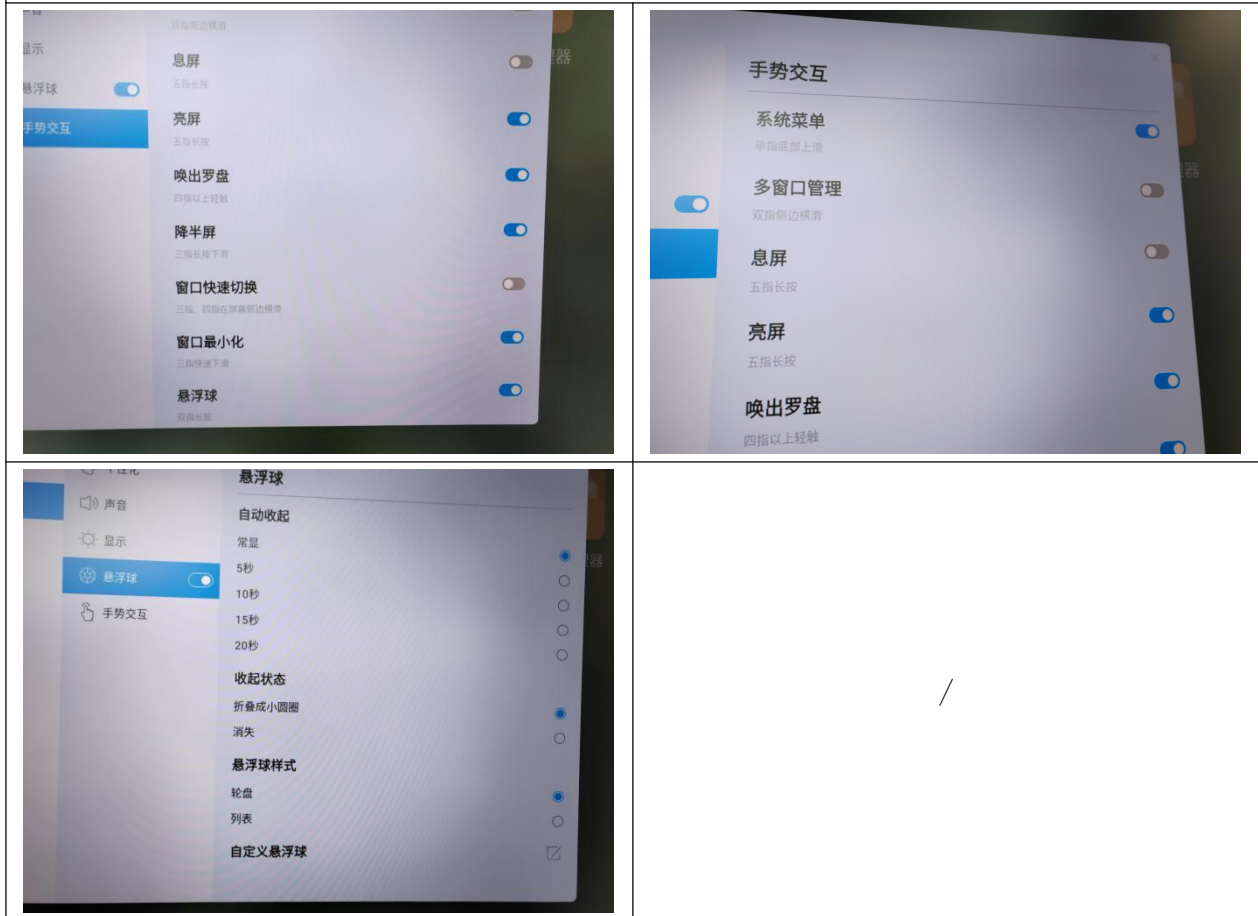 双指侧边横滑
显示
息屏
五指长按
悬浮球
亮屏
五指长按
手势交互
唤出罗盘
四指以上轻触
降半屏
三指长按下滑
窗口快速切换
三指、四指在屏幕侧边横滑
窗口最小化
三指快速下滑
悬浮球
双指长按
手势交互
系统菜单
单指底部上滑
多窗口管理
双指侧边横滑
息屏
五指长按
亮屏
五指长按
唤出罗盘
四指以上轻触
个性化
声音
显示
悬浮球
手势交互
悬浮球
自动收起
常显
5秒
10秒
15秒
20秒
收起状态
折叠成小圆圈
消失
悬浮球样式
轮盘
列表
自定义悬浮球
/